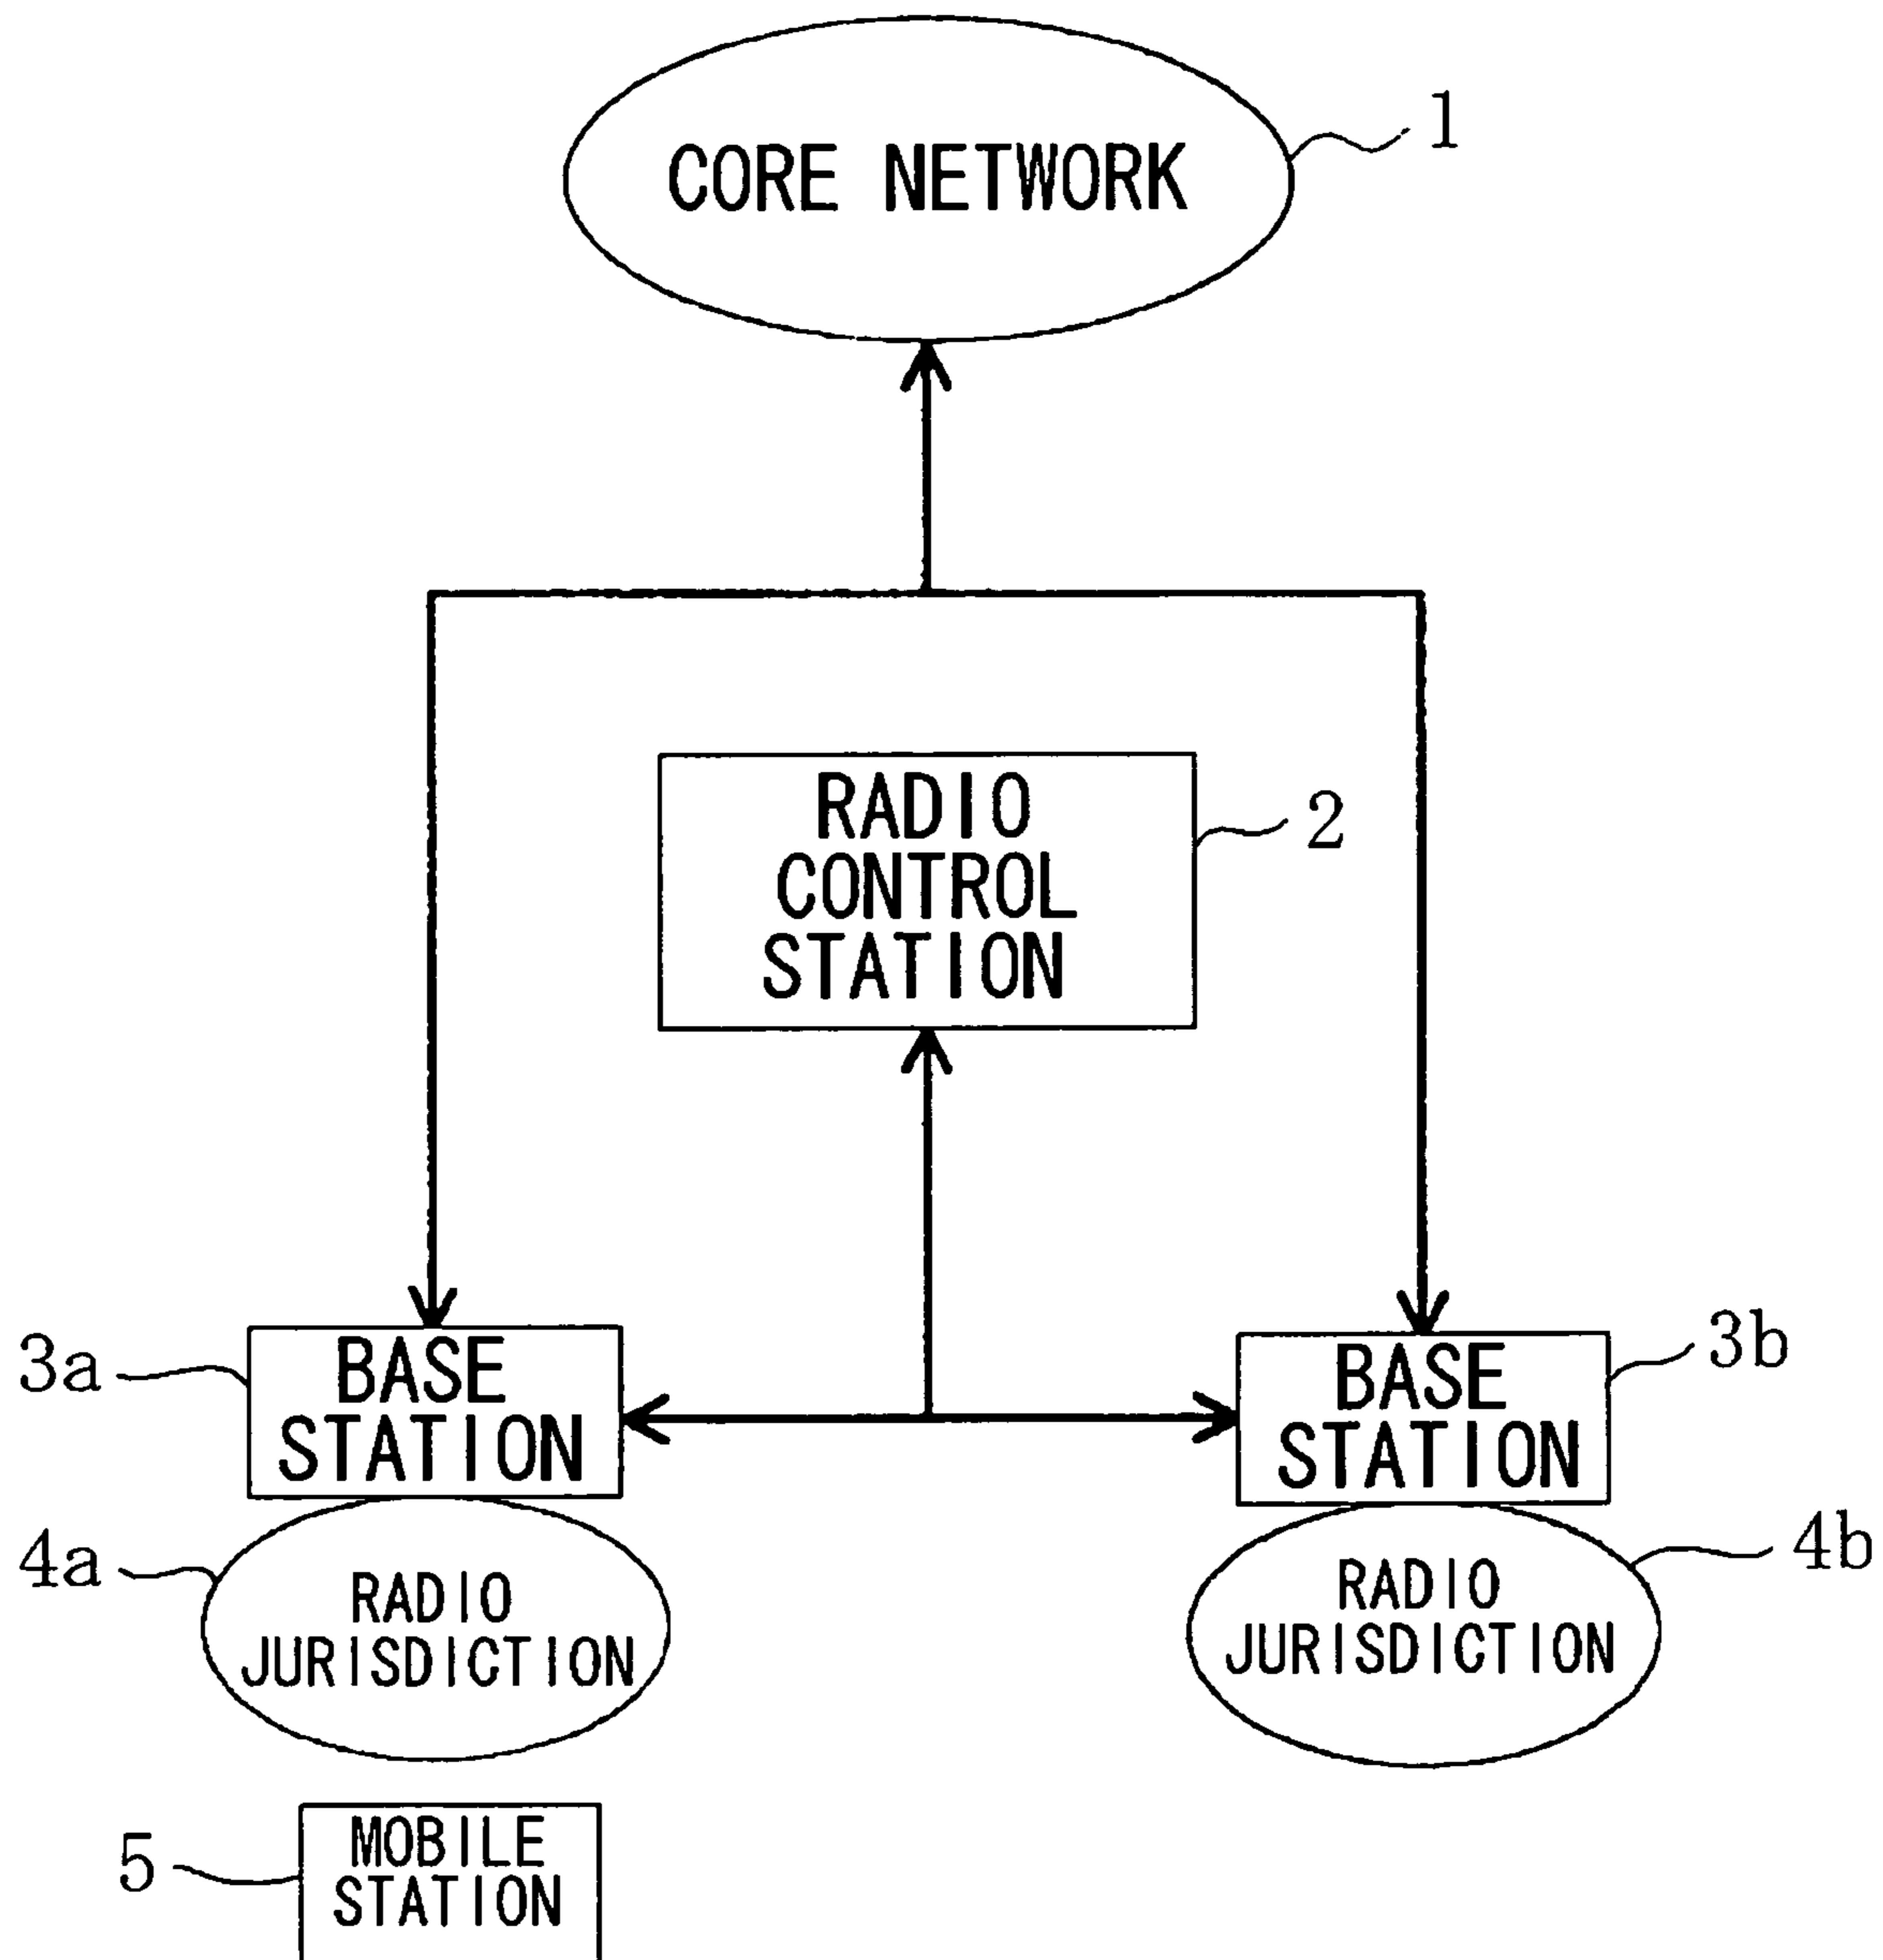 CORE NETWORK
1
RADIO
CONTROL
STATION
2
3a
BASE
STATION
BASE
STATION
3b
4a
RADIO
JURISDICTION
RADIO
JURISDICTION
4b
5
MOBILE
STATION